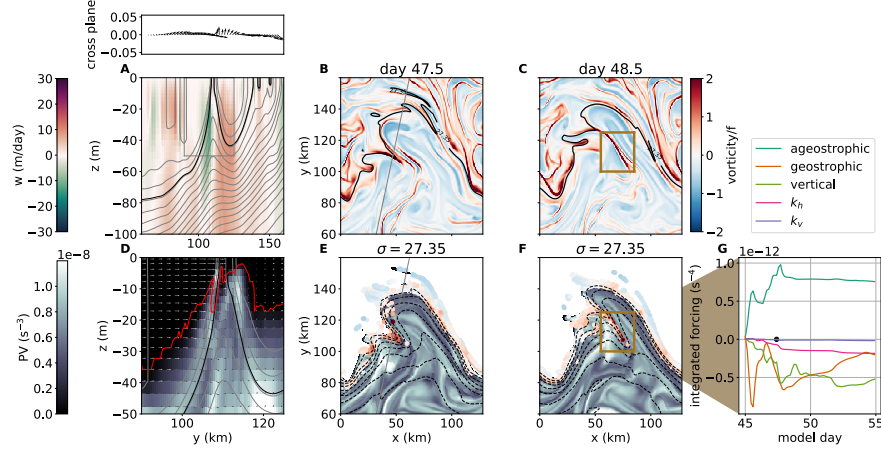 cross plane
0.05
0.00
−0.05
A
B
day 47.5
C
day 48.5
w (m/day)
30
20
10
0
−10
−20
−30
z (m)
0
−20
−40
−60
−80
−100
100
150
y (km)
160
140
120
100
80
60
vorticity/f
2
1
0
−1
−2
ageostrophic
geostrophic
vertical
k_h
k_v
1e−8
PV (s⁻³)
1.0
0.8
0.6
0.4
0.2
0.0
D
z (m)
0
−10
−20
−30
−40
−50
100
120
y (km)
E
σ = 27.35
160
140
120
100
80
60
0
50
100
x (km)
F
σ = 27.35
0
50
100
x (km)
G
1e−12
integrated forcing (s⁻⁴)
1.0
0.5
0.0
−0.5
45
50
55
model day